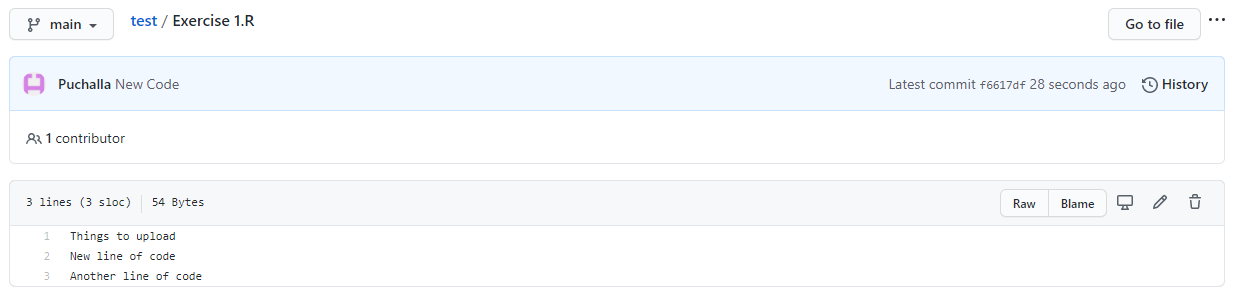 main
test / Exercise 1.R
Go to file
Puchalla New Code
Latest commit f6617df 28 seconds ago
History
1 contributor
3 lines (3 sloc)
54 Bytes
Raw
Blame
1 Things to upload
2 New line of code
3 Another line of code